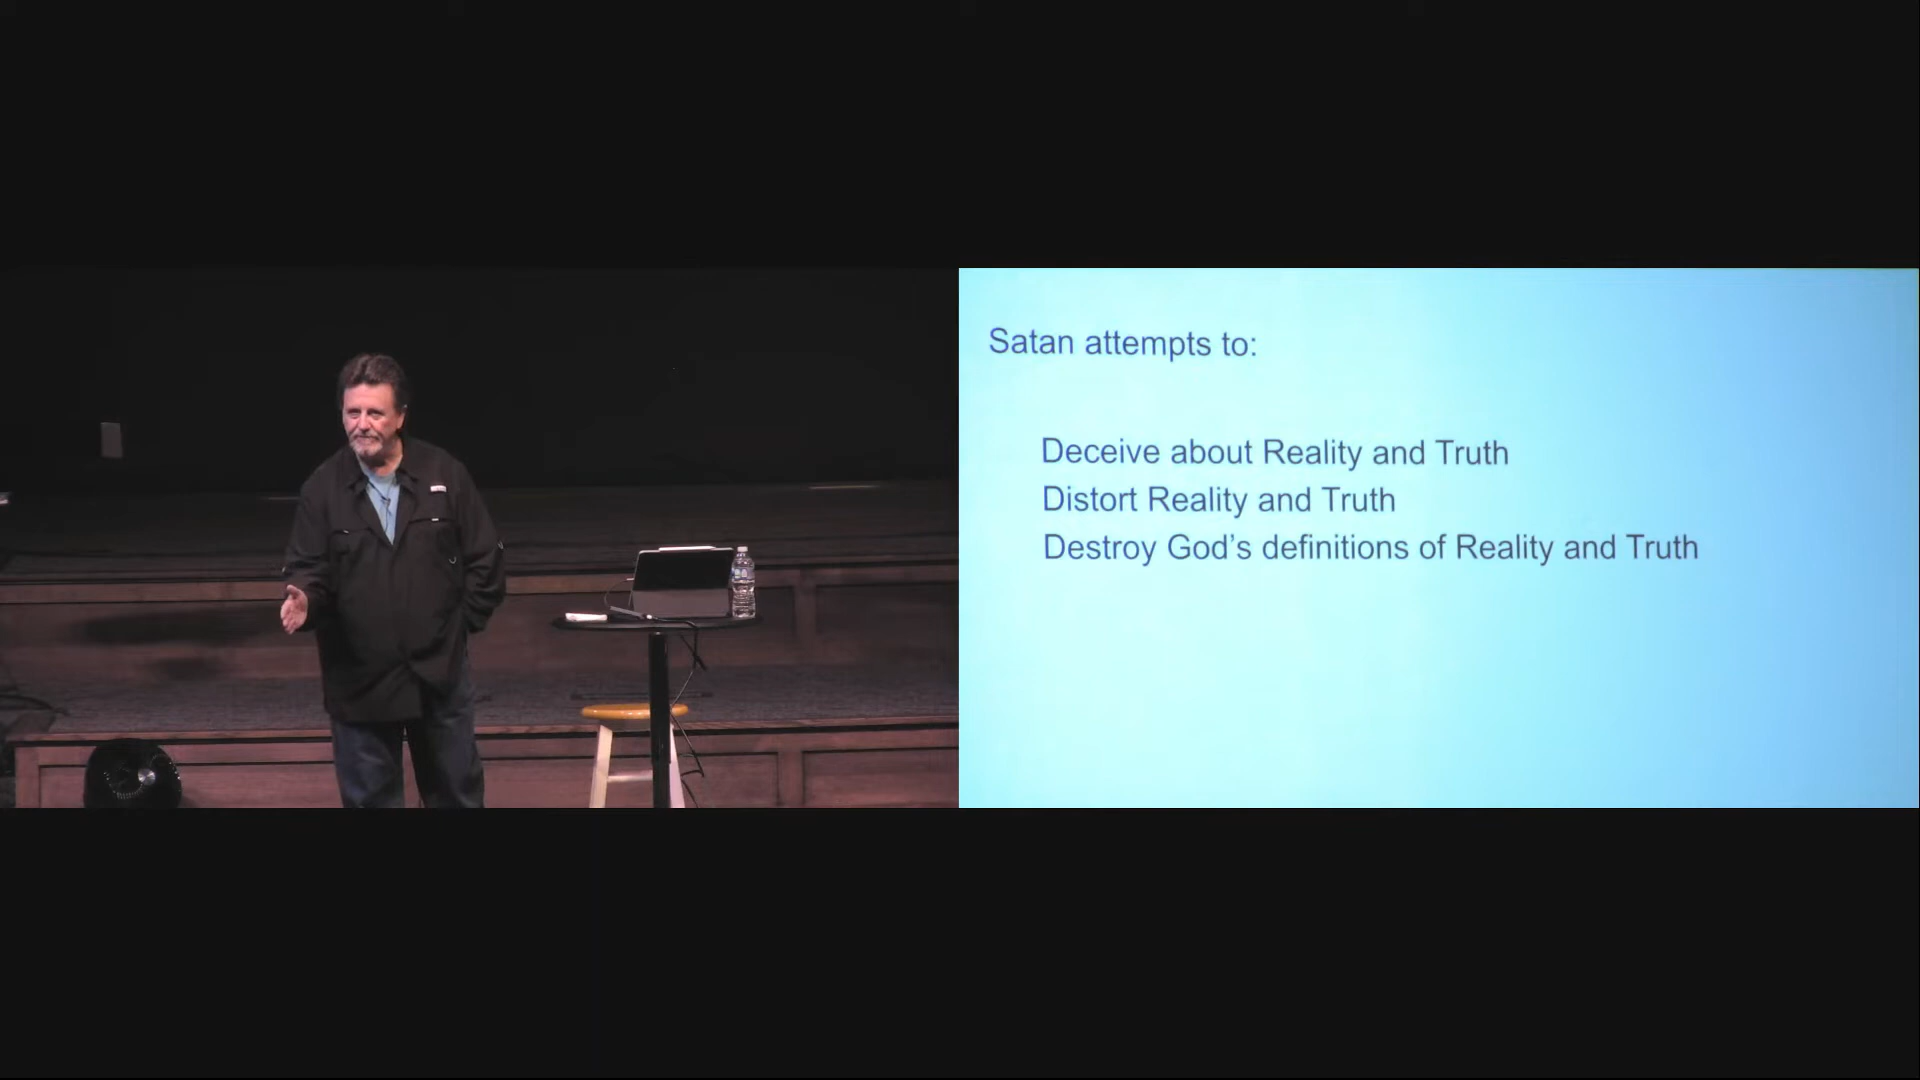 Satan attempts to:
Deceive about Reality and Truth
Distort Reality and Truth
Destroy God’s definitions of Reality and Truth